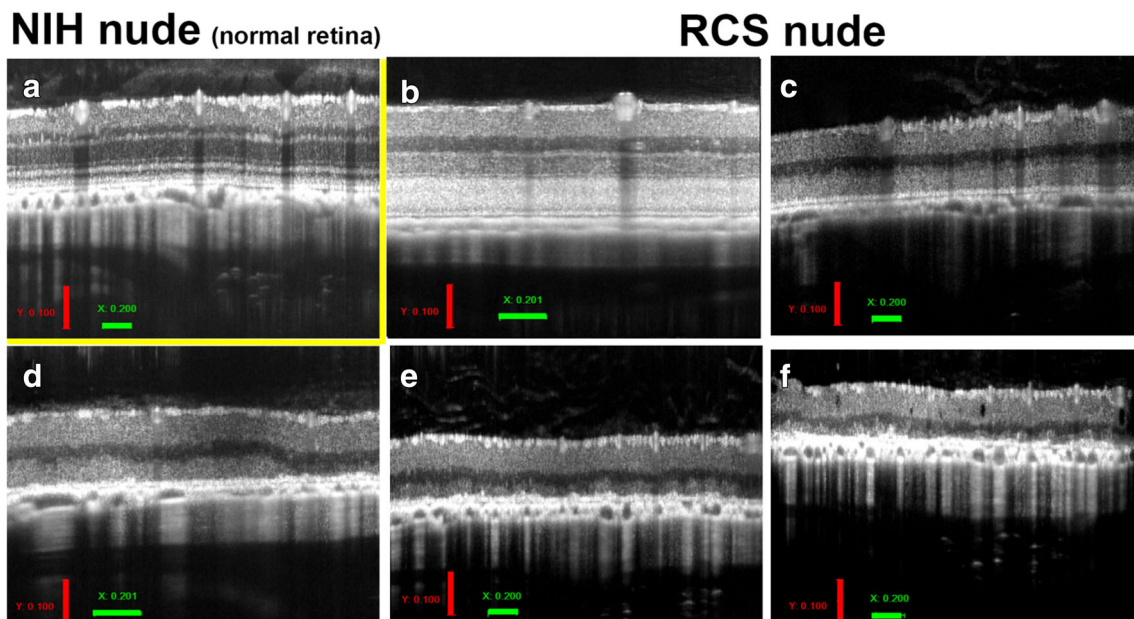 NIH nude (normal retina)
RCS nude
a
b
c
Y: 0.100
X: 0.200
Y: 0.100
X: 0.201
Y: 0.100
X: 0.200
d
e
f
Y: 0.100
X: 0.201
Y: 0.100
X: 0.200
Y: 0.100
X: 0.200